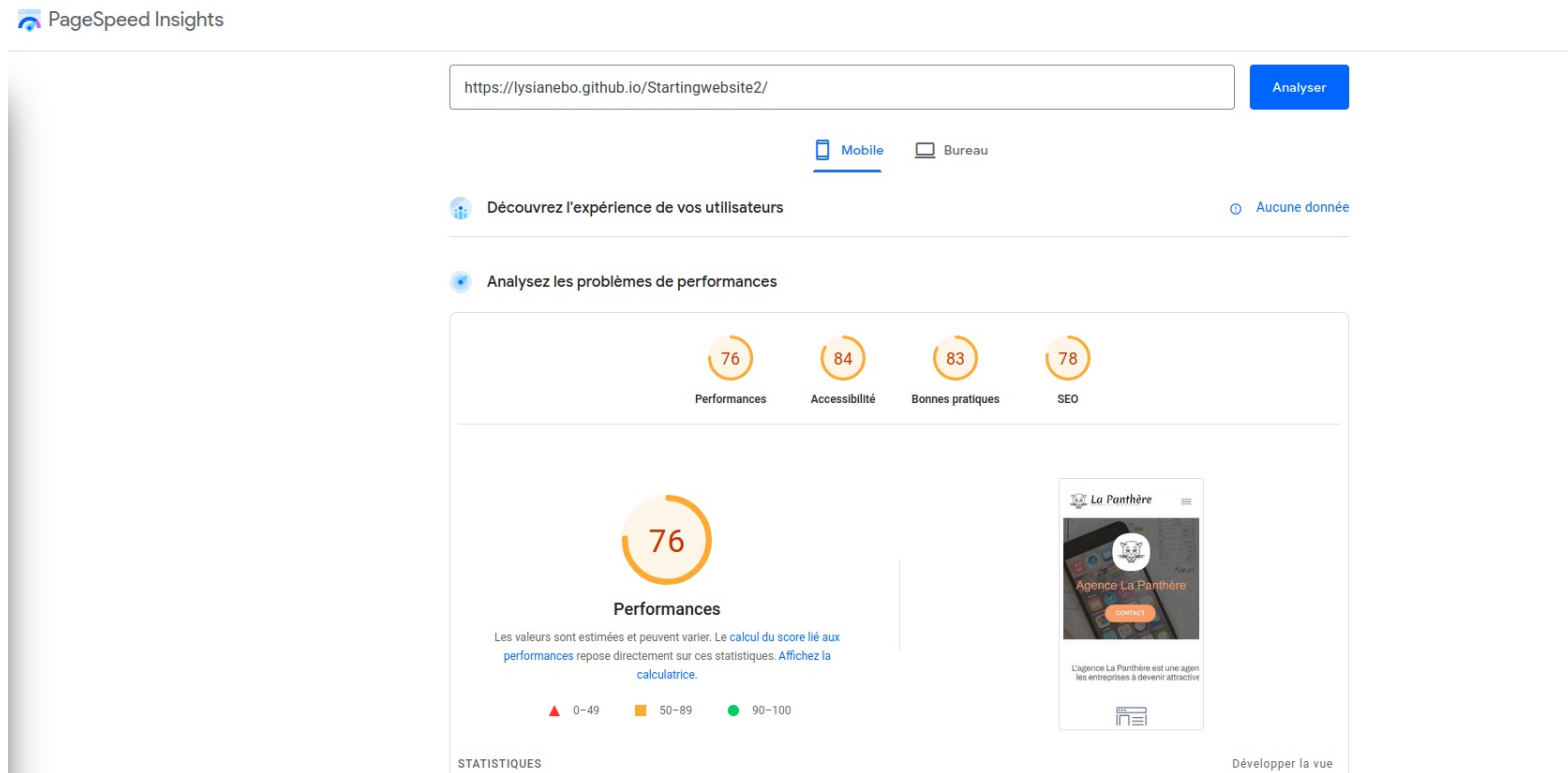 PageSpeed Insights
https://lysianebo.github.io/Startingwebsite2/
Analyser
Mobile
Bureau
Découvrez l'expérience de vos utilisateurs
Aucune donnée
Analysez les problèmes de performances
76
84
83
78
Performances
Accessibilité
Bonnes pratiques
SEO
76
Performances
Les valeurs sont estimées et peuvent varier. Le calcul du score lié aux
performances repose directement sur ces statistiques. Affichez la
calculatrice.
0–49
50–89
90–100
La Panthère
Agence La Panthère
CONTACT
L'agence La Panthère est une agen
les entreprises à devenir attractive
STATISTIQUES
Développer la vue